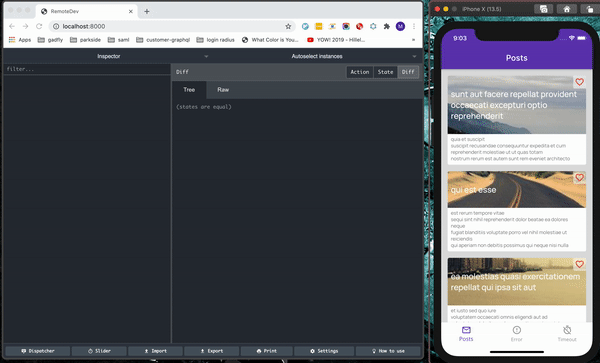 RemoteDev
localhost:8000
Apps
gadfly
parkside
saml
customer-graphql
login radius
What Color is You...
YOW! 2019 - Hillel...
Other Bookmarks
Inspector
Autoselect instances
filter...
Diff
Action
State
Diff
Tree
Raw
(states are equal)
Dispatcher
Slider
Import
Export
Print
Settings
How to use
iPhone X (13.5)
9:03
Posts
sunt aut facere repellat provident
occaecati excepturi optio
reprehenderit
quia et suscipit
suscipit recusandae consequuntur expedita et cum
reprehenderit molestiae ut ut quas totam
nostrum rerum est autem sunt rem eveniet architecto
qui est esse
est rerum tempore vitae
sequi sint nihil reprehenderit dolor beatae ea dolores
neque
fugiat blanditiis voluptate porro vel nihil molestiae ut
reiciendis
qui aperiam non debitis possimus qui neque nisi nulla
ea molestias quasi exercitationem
repellat qui ipsa sit aut
et iusto sed quo iure
voluptatem occaecati omnis eligendi aut ad
Posts
Error
Timeout